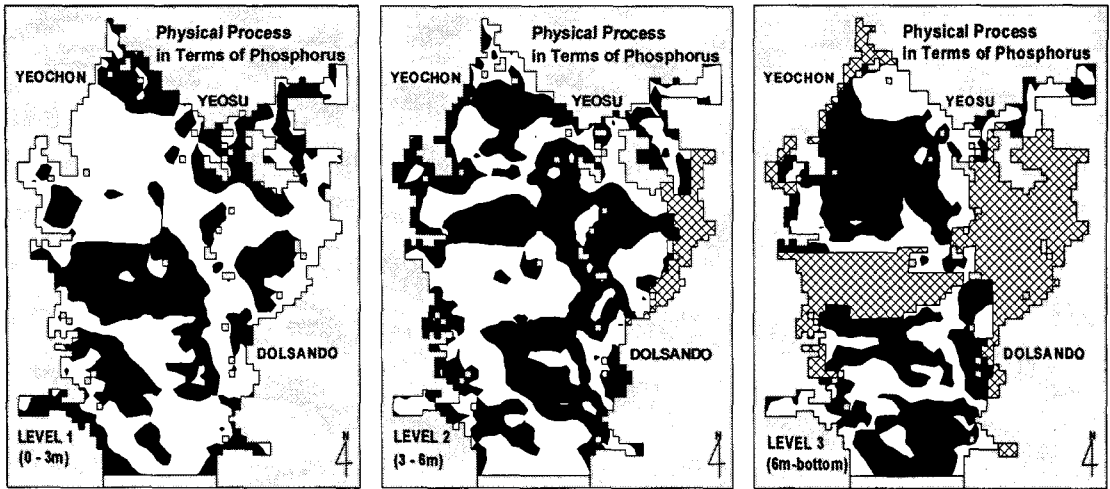 Physical Process
in Terms of Phosphorus
YEOCHON
YEOSU
DOLSANDO
LEVEL 1
(0 - 3m)
N
Physical Process
in Terms of Phosphorus
YEOCHON
YEOSU
DOLSANDO
LEVEL 2
(3 - 6m)
N
Physical Process
in Terms of Phosphorus
YEOCHON
YEOSU
DOLSANDO
LEVEL 3
(6m-bottom)
N